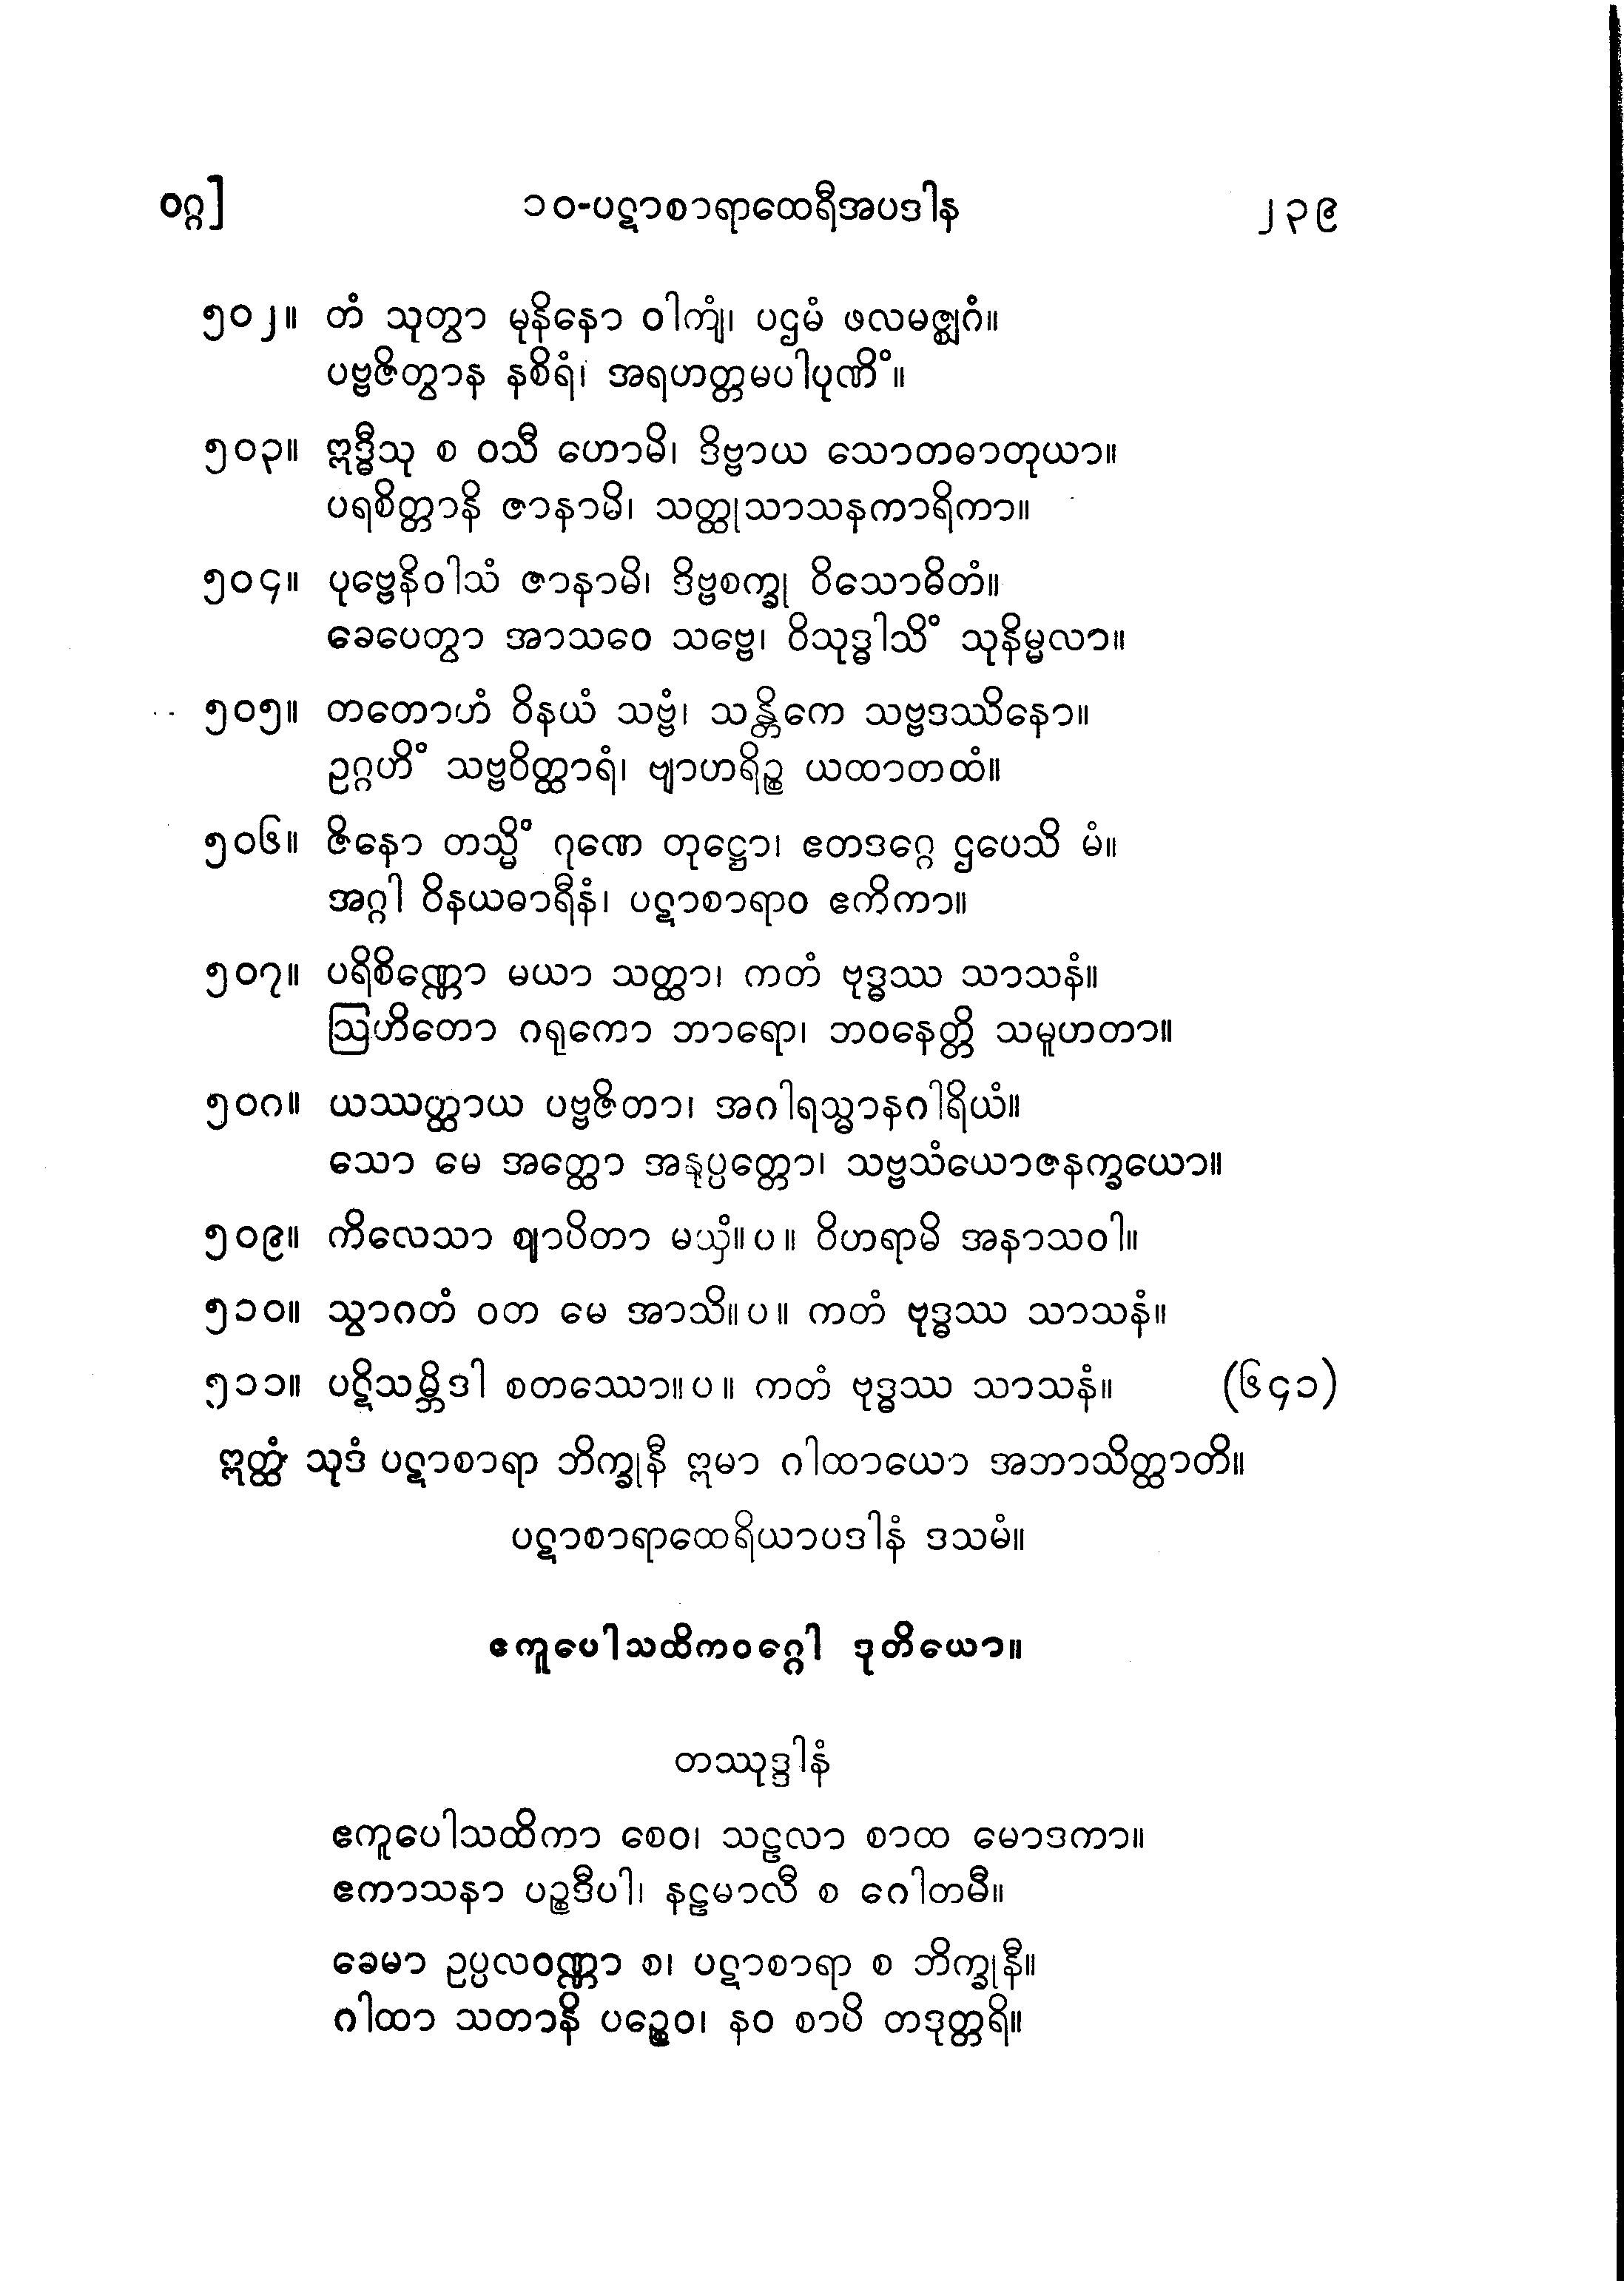 ဝဂ္ဂ] ၁၀-ပဋာစာရာထေရီအပဒါန ၂၃၉
၅၀၂။ တံ သုတွာ မုနိနော ဝါကျံ၊ ပဌမံ ဖလမဇ္ဈဂံ။
ပဗ္ဗဇိတွာန နစိရံ၊ အရဟတ္တမပါပုဏိံ။
၅၀၃။ ဣဒ္ဓီသု စ ဝသီ ဟောမိ၊ ဒိဗ္ဗာယ သောတဓာတုယာ။
ပရစိတ္တာနိ ဇာနာမိ၊ သတ္ထုသာသနကာရိကာ။
၅၀၄။ ပုဗ္ဗေနိဝါသံ ဇာနာမိ၊ ဒိဗ္ဗစက္ခု ဝိသောဓိတံ။
ခေပေတွာ အာသဝေ သဗ္ဗေ၊ ဝိသုဒ္ဓါသိံ သုနိမ္မလာ။
၅၀၅။ တတောဟံ ဝိနယံ သဗ္ဗံ၊ သန္တိကေ သဗ္ဗဒဿိနော။
ဥဂ္ဂဟိံ သဗ္ဗဝိတ္ထာရံ၊ ဗျာဟရိဉ္စ ယထာတထံ။
၅၀၆။ ဇိနော တသ္မိံ ဂုဏေ တုဋ္ဌော၊ ဧတဒဂ္ဂေ ဌပေသိ မံ။
အဂ္ဂါ ဝိနယဓာရီနံ၊ ပဋာစာရာဝ ဧကိကာ။
၅၀၇။ ပရိစိဏ္ဏော မယာ သတ္ထာ၊ ကတံ ဗုဒ္ဓဿ သာသနံ။
ဩဟိတော ဂရုကော ဘာရော၊ ဘဝနေတ္တိ သမူဟတာ။
၅၀၈။ ယဿတ္ထာယ ပဗ္ဗဇိတာ၊ အဂါရသ္မာနဂါရိယံ။
သော မေ အတ္ထော အနုပ္ပတ္တော၊ သဗ္ဗသံယောဇနက္ခယော။
၅၀၉။ ကိလေသာ ဈာပိတာ မယှံ။ပ။ ဝိဟရာမိ အနာသဝါ။
၅၁၀။ သွာဂတံ ဝတ မေ အာသိ။ပ။ ကတံ ဗုဒ္ဓဿ သာသနံ။
၅၁၁။ ပဋိသမ္ဘိဒါ စတဿော။ပ။ ကတံ ဗုဒ္ဓဿ သာသနံ။ (၆၄၁)
ဣတ္ထံ သုဒံ ပဋာစာရာ ဘိက္ခုနီ ဣမာ ဂါထာယော အဘာသိတ္ထာတိ။
ပဋာစာရာထေရိယာပဒါနံ ဒသမံ။
ဧကူပေါသထိကဝဂ္ဂေါ ဒုတိယော။
တဿုဒ္ဒါနံ
ဧကူပေါသထိကာ စေဝ၊ သဠလာ စာထ မောဒကာ။
ဧကာသနာ ပဉ္စဒီပါ၊ နဠမာလီ စ ဂေါတမီ။
ခေမာ ဥပ္ပလဝဏ္ဏာ စ၊ ပဋာစာရာ စ ဘိက္ခုနီ။
ဂါထာ သတာနိ ပဉ္စေဝ၊ နဝ စာပိ တဒုတ္တရိ။